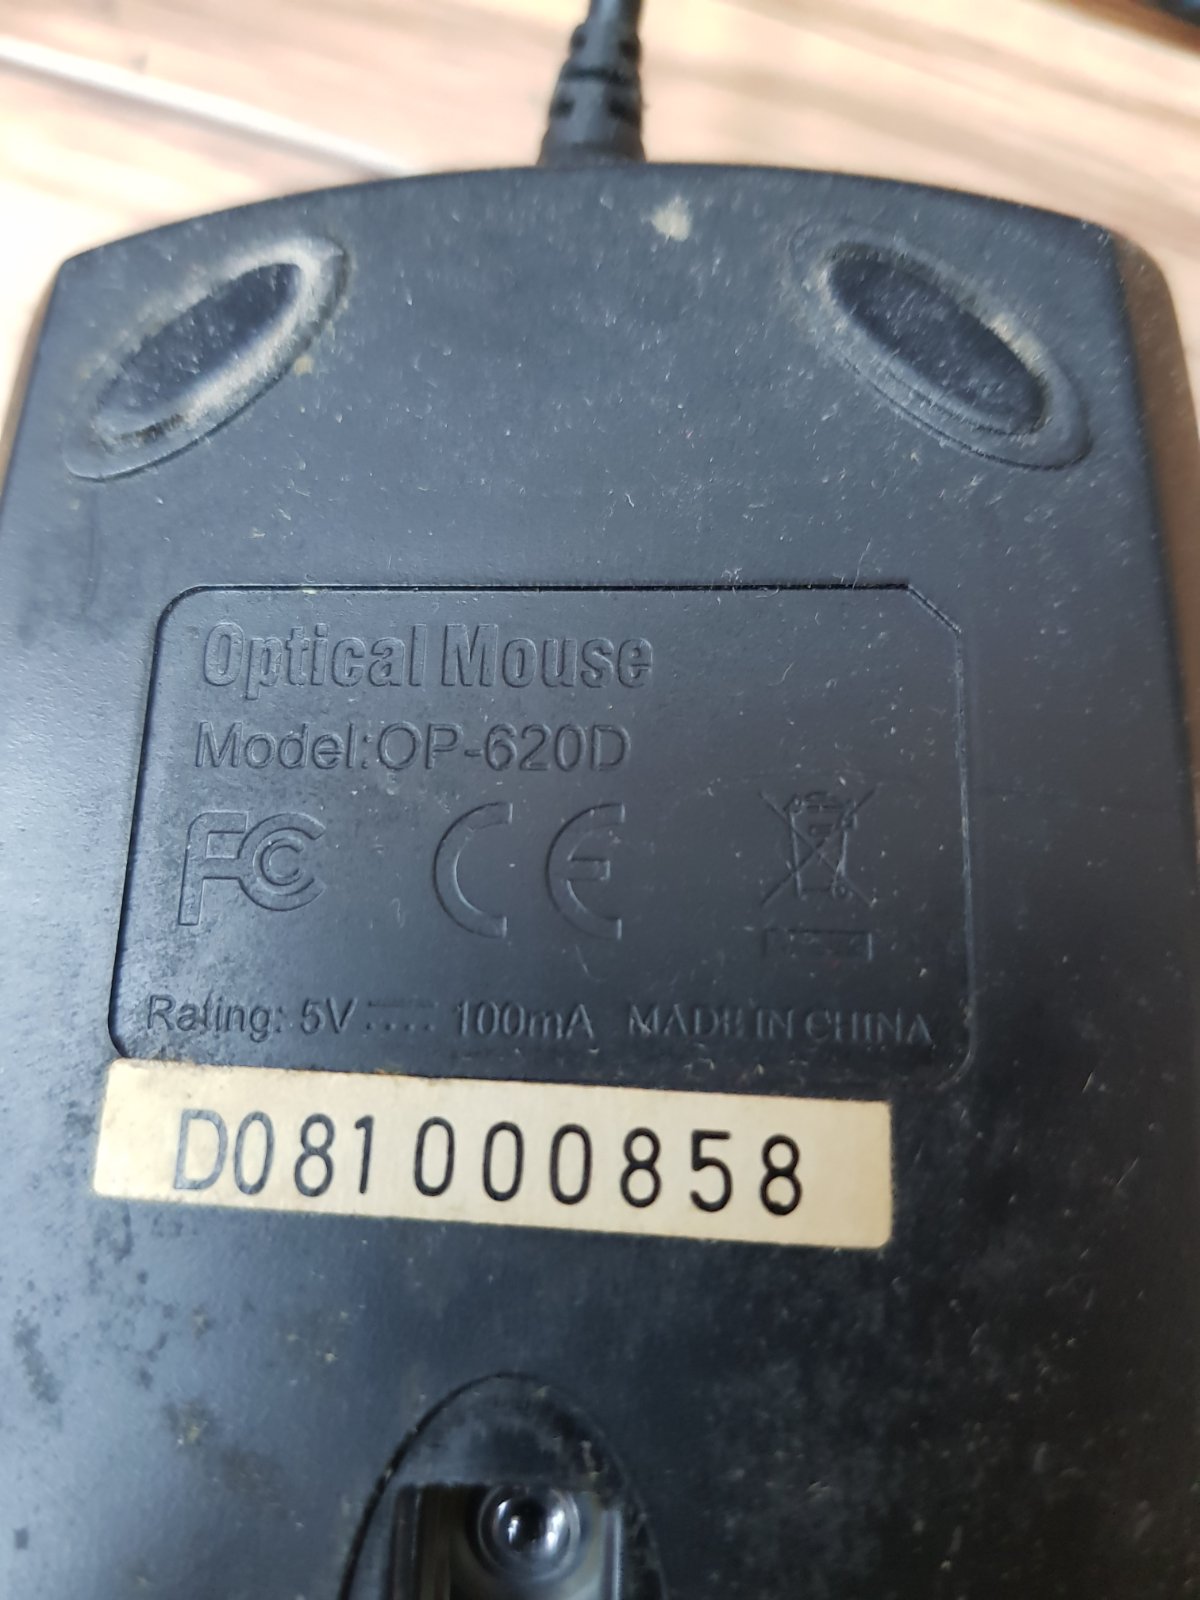 Optical Mouse
Model:OP-620D
FC CE
Rating: 5V 100mA MADE IN CHINA
D081000858